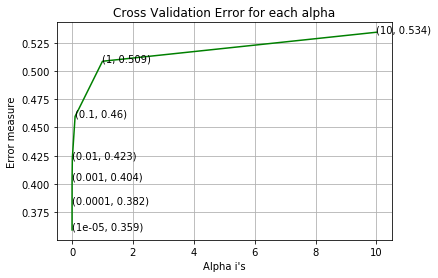 Cross Validation Error for each alpha
Error measure
0.525
0.500
0.475
0.450
0.425
0.400
0.375
(10, 0.534)
(1, 0.509)
(0.1, 0.46)
(0.01, 0.423)
(0.001, 0.404)
(0.0001, 0.382)
(1e-05, 0.359)
0 2 4 6 8 10
Alpha i's